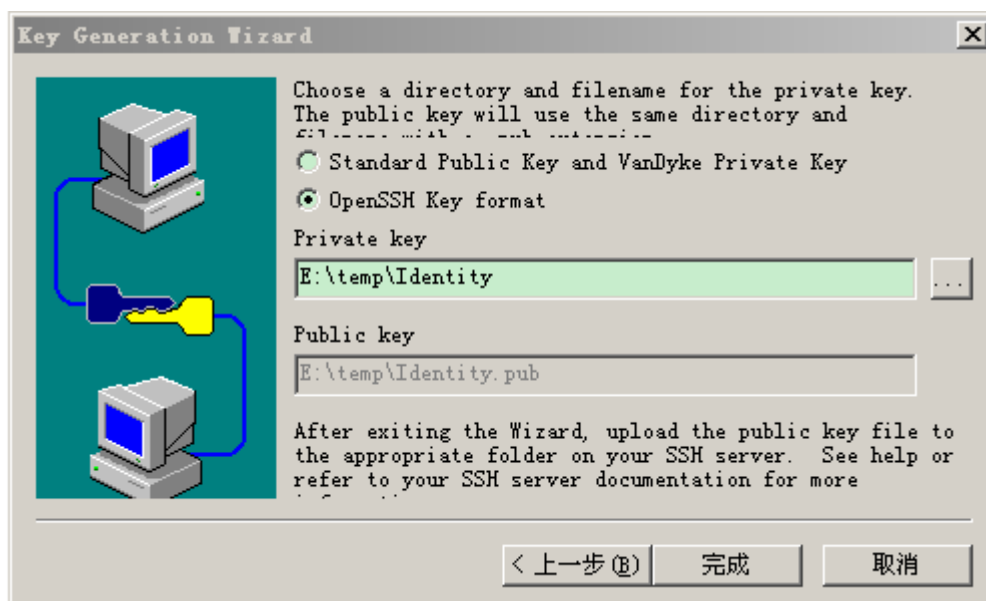 Key Generation Wizard
Choose a directory and filename for the private key.
The public key will use the same directory and
Standard Public Key and VanDyke Private Key
OpenSSH Key format
Private key
E:\temp\Identity
...
Public key
E:\temp\Identity.pub
After exiting the Wizard, upload the public key file to
the appropriate folder on your SSH server. See help or
refer to your SSH server documentation for more
< 上一步(B) 完成 取消